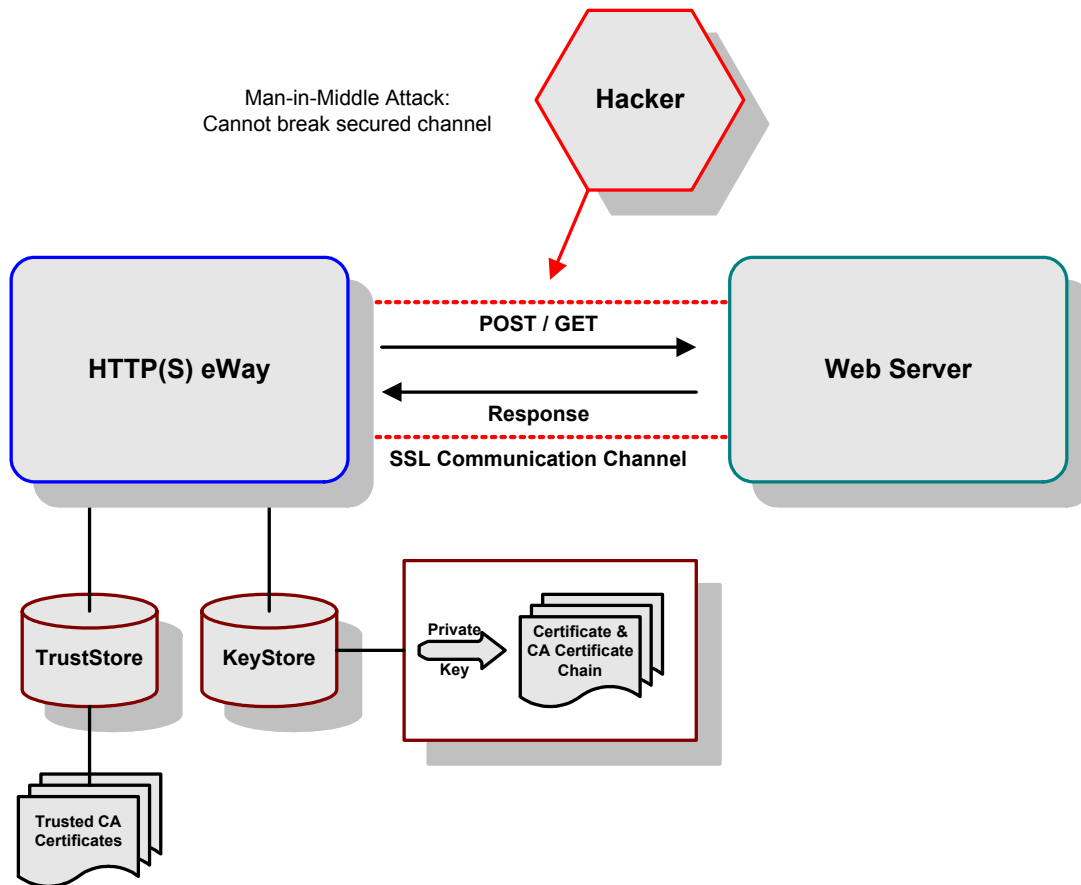 Hacker
Man-in-Middle Attack:
Cannot break secured channel
HTTP(S) eWay
POST / GET
Response
SSL Communication Channel
Web Server
TrustStore
KeyStore
Private
Key
Certificate &
CA Certificate
Chain
Trusted CA
Certificates